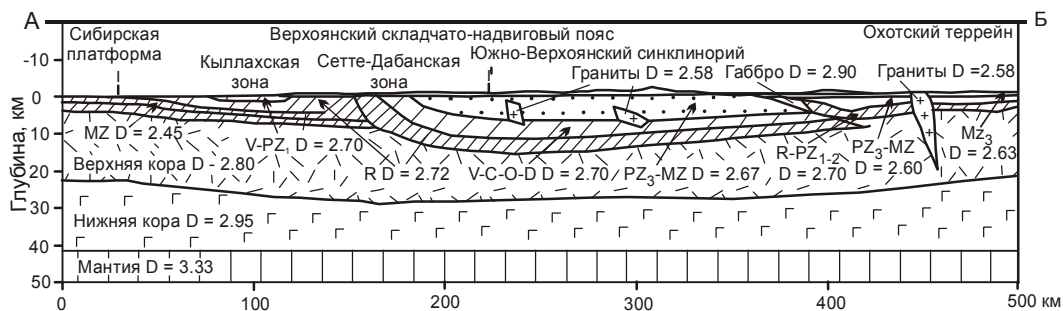 А
Б
Сибирская
платформа
Верхоянский складчато-надвиговый пояс
Охотский террейн
Кыллахская
зона
Сетте-Дабанская
зона
Южно-Верхоянский синклинорий
Граниты D = 2.58
Габбро D = 2.90
Граниты D =2.58
-10
0
10
20
30
40
50
Глубина, км
MZ D = 2.45
V-PZ1 D = 2.70
Верхняя кора D - 2.80
R D = 2.72
V-C-O-D D = 2.70
PZ3-MZ D = 2.67
R-PZ1-2
D = 2.70
PZ3-MZ
D = 2.60
Mz3
D = 2.63
Нижняя кора D = 2.95
Мантия D = 3.33
0
100
200
300
400
500 км